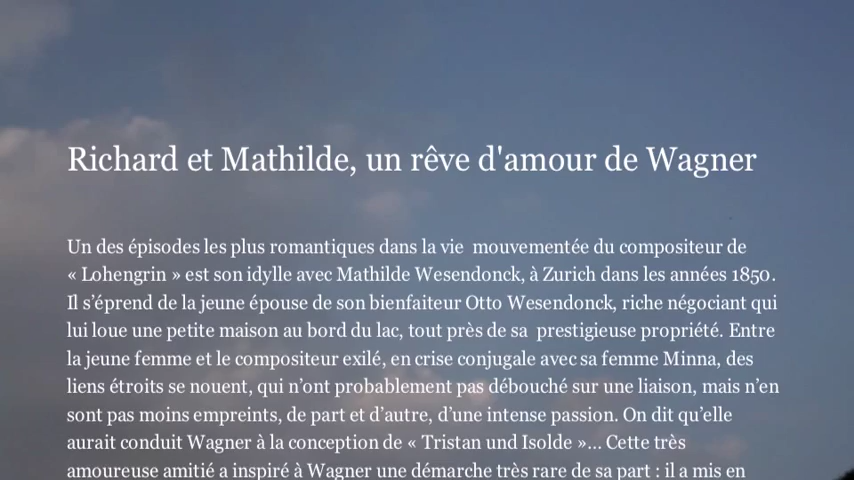 Richard et Mathilde, un rêve d'amour de Wagner
Un des épisodes les plus romantiques dans la vie  mouvementée du compositeur de
« Lohengrin » est son idylle avec Mathilde Wesendonck, à Zurich dans les années 1850.
Il s’éprend de la jeune épouse de son bienfaiteur Otto Wesendonck, riche négociant qui
lui loue une petite maison au bord du lac, tout près de sa  prestigieuse propriété. Entre
la jeune femme et le compositeur exilé, en crise conjugale avec sa femme Minna, des
liens étroits se nouent, qui n’ont probablement pas débouché sur une liaison, mais n’en
sont pas moins empreints, de part et d’autre, d’une intense passion. On dit qu’elle
aurait conduit Wagner à la conception de « Tristan und Isolde »... Cette très
amoureuse amitié a inspiré à Wagner une démarche très rare de sa part : il a mis en